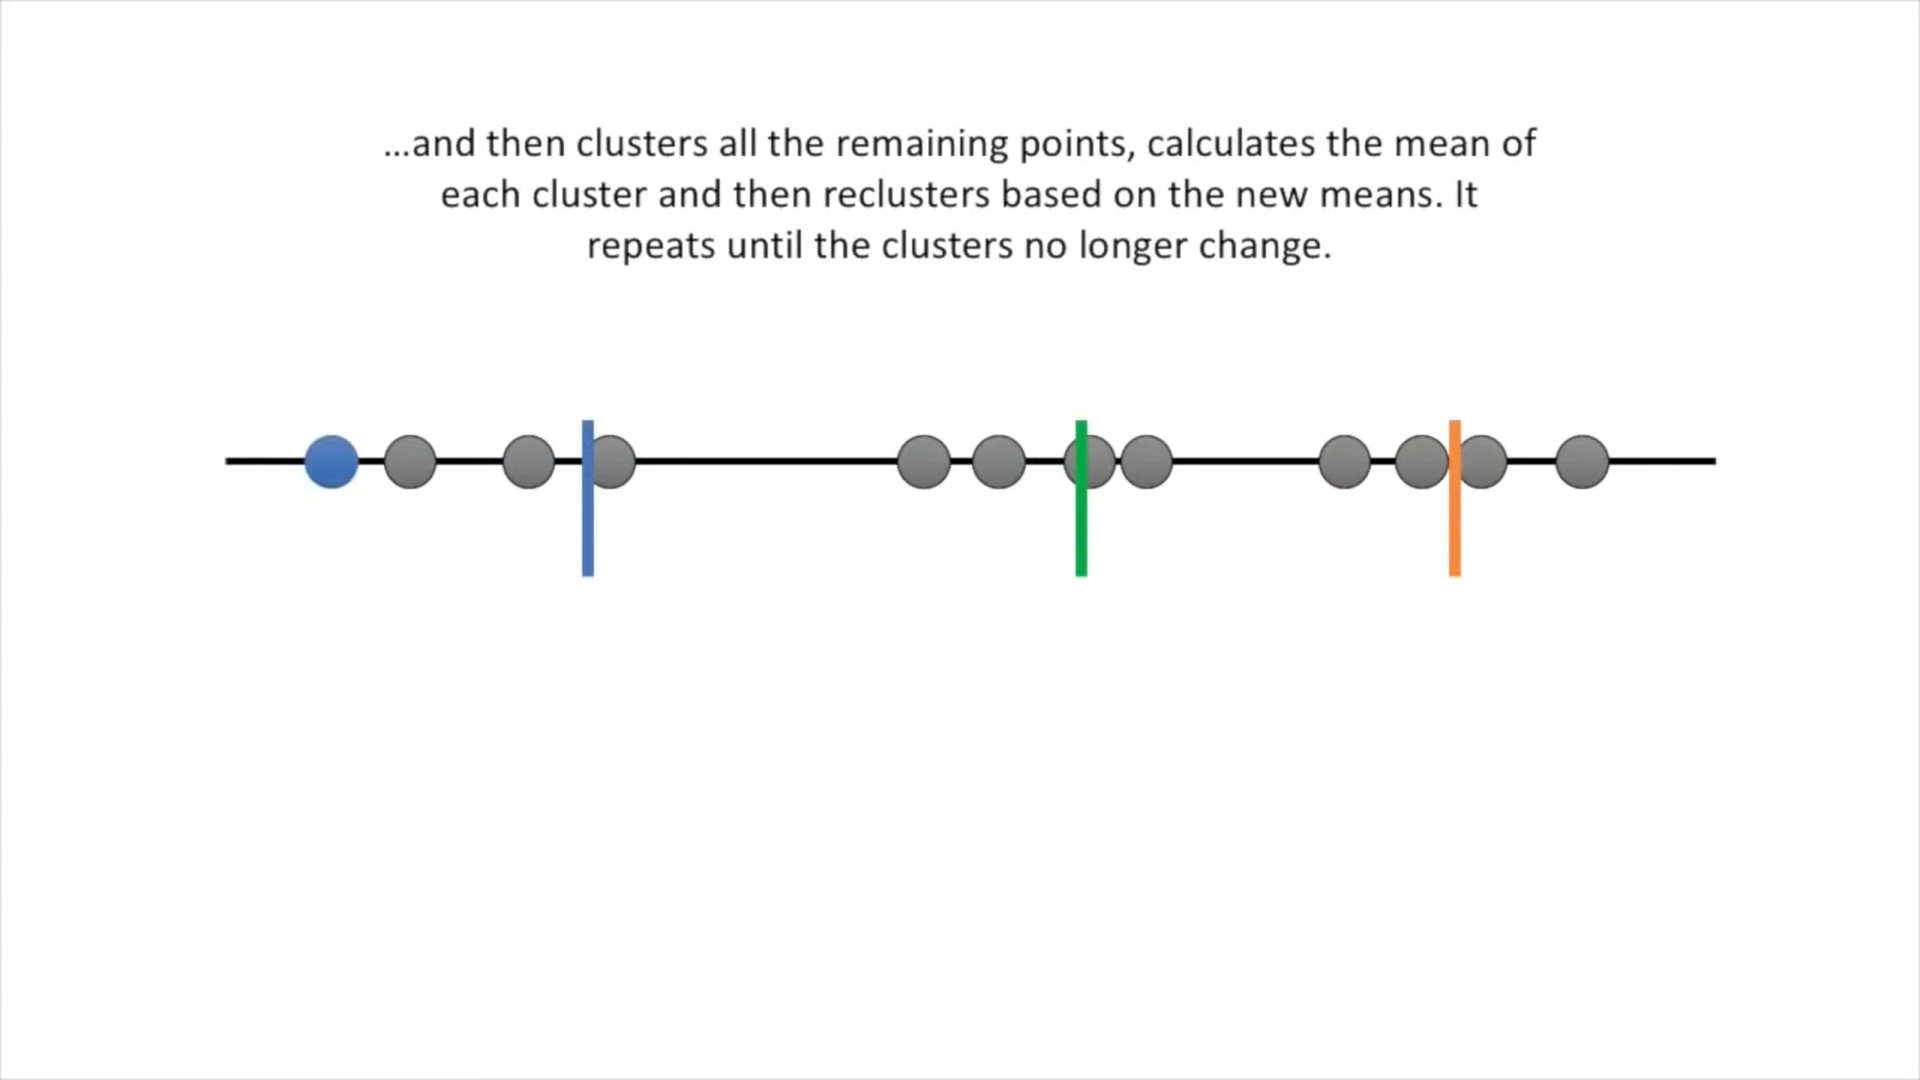 ...and then clusters all the remaining points, calculates the mean of
each cluster and then reclusters based on the new means. It
repeats until the clusters no longer change.